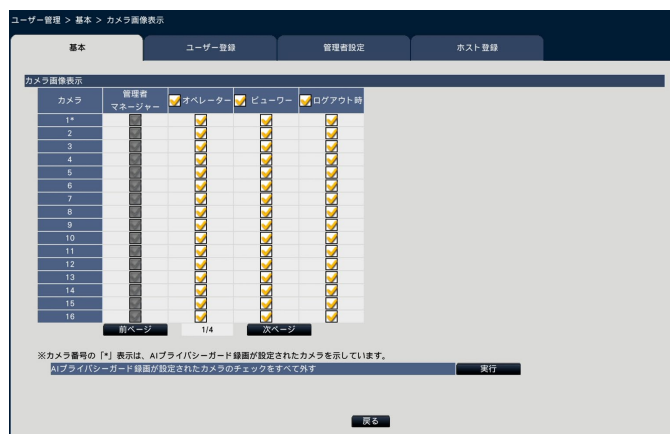 ユーザー管理 > 基本 > カメラ画像表示
基本 ユーザー登録 管理者設定 ホスト登録
カメラ画像表示
カメラ 管理者 マネージャー オペレーター ビューワー ログアウト時
1*
2
3
4
5
6
7
8
9
10
11
12
13
14
15
16
前ページ 1/4 次ページ
※カメラ番号の「*」表示は、AIプライバシーガード録画が設定されたカメラを示しています。
AIプライバシーガード録画が設定されたカメラのチェックをすべて外す 実行
戻る